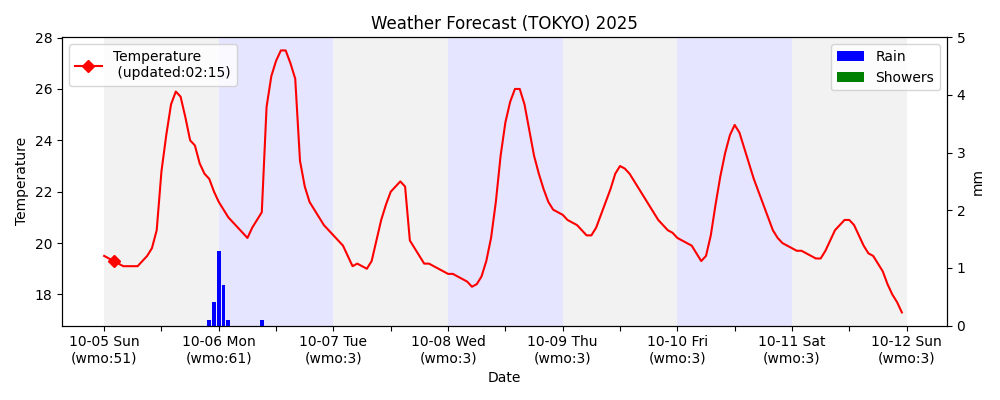 Weather Forecast (TOKYO) 2025
Temperature
(updated:02:15)
Rain
Showers
28
26
24
22
20
18
Temperature
5
4
3
2
1
0
mm
10-05 Sun
(wmo:51)
10-06 Mon
(wmo:61)
10-07 Tue
(wmo:3)
10-08 Wed
(wmo:3)
10-09 Thu
(wmo:3)
10-10 Fri
(wmo:3)
10-11 Sat
(wmo:3)
10-12 Sun
(wmo:3)
Date